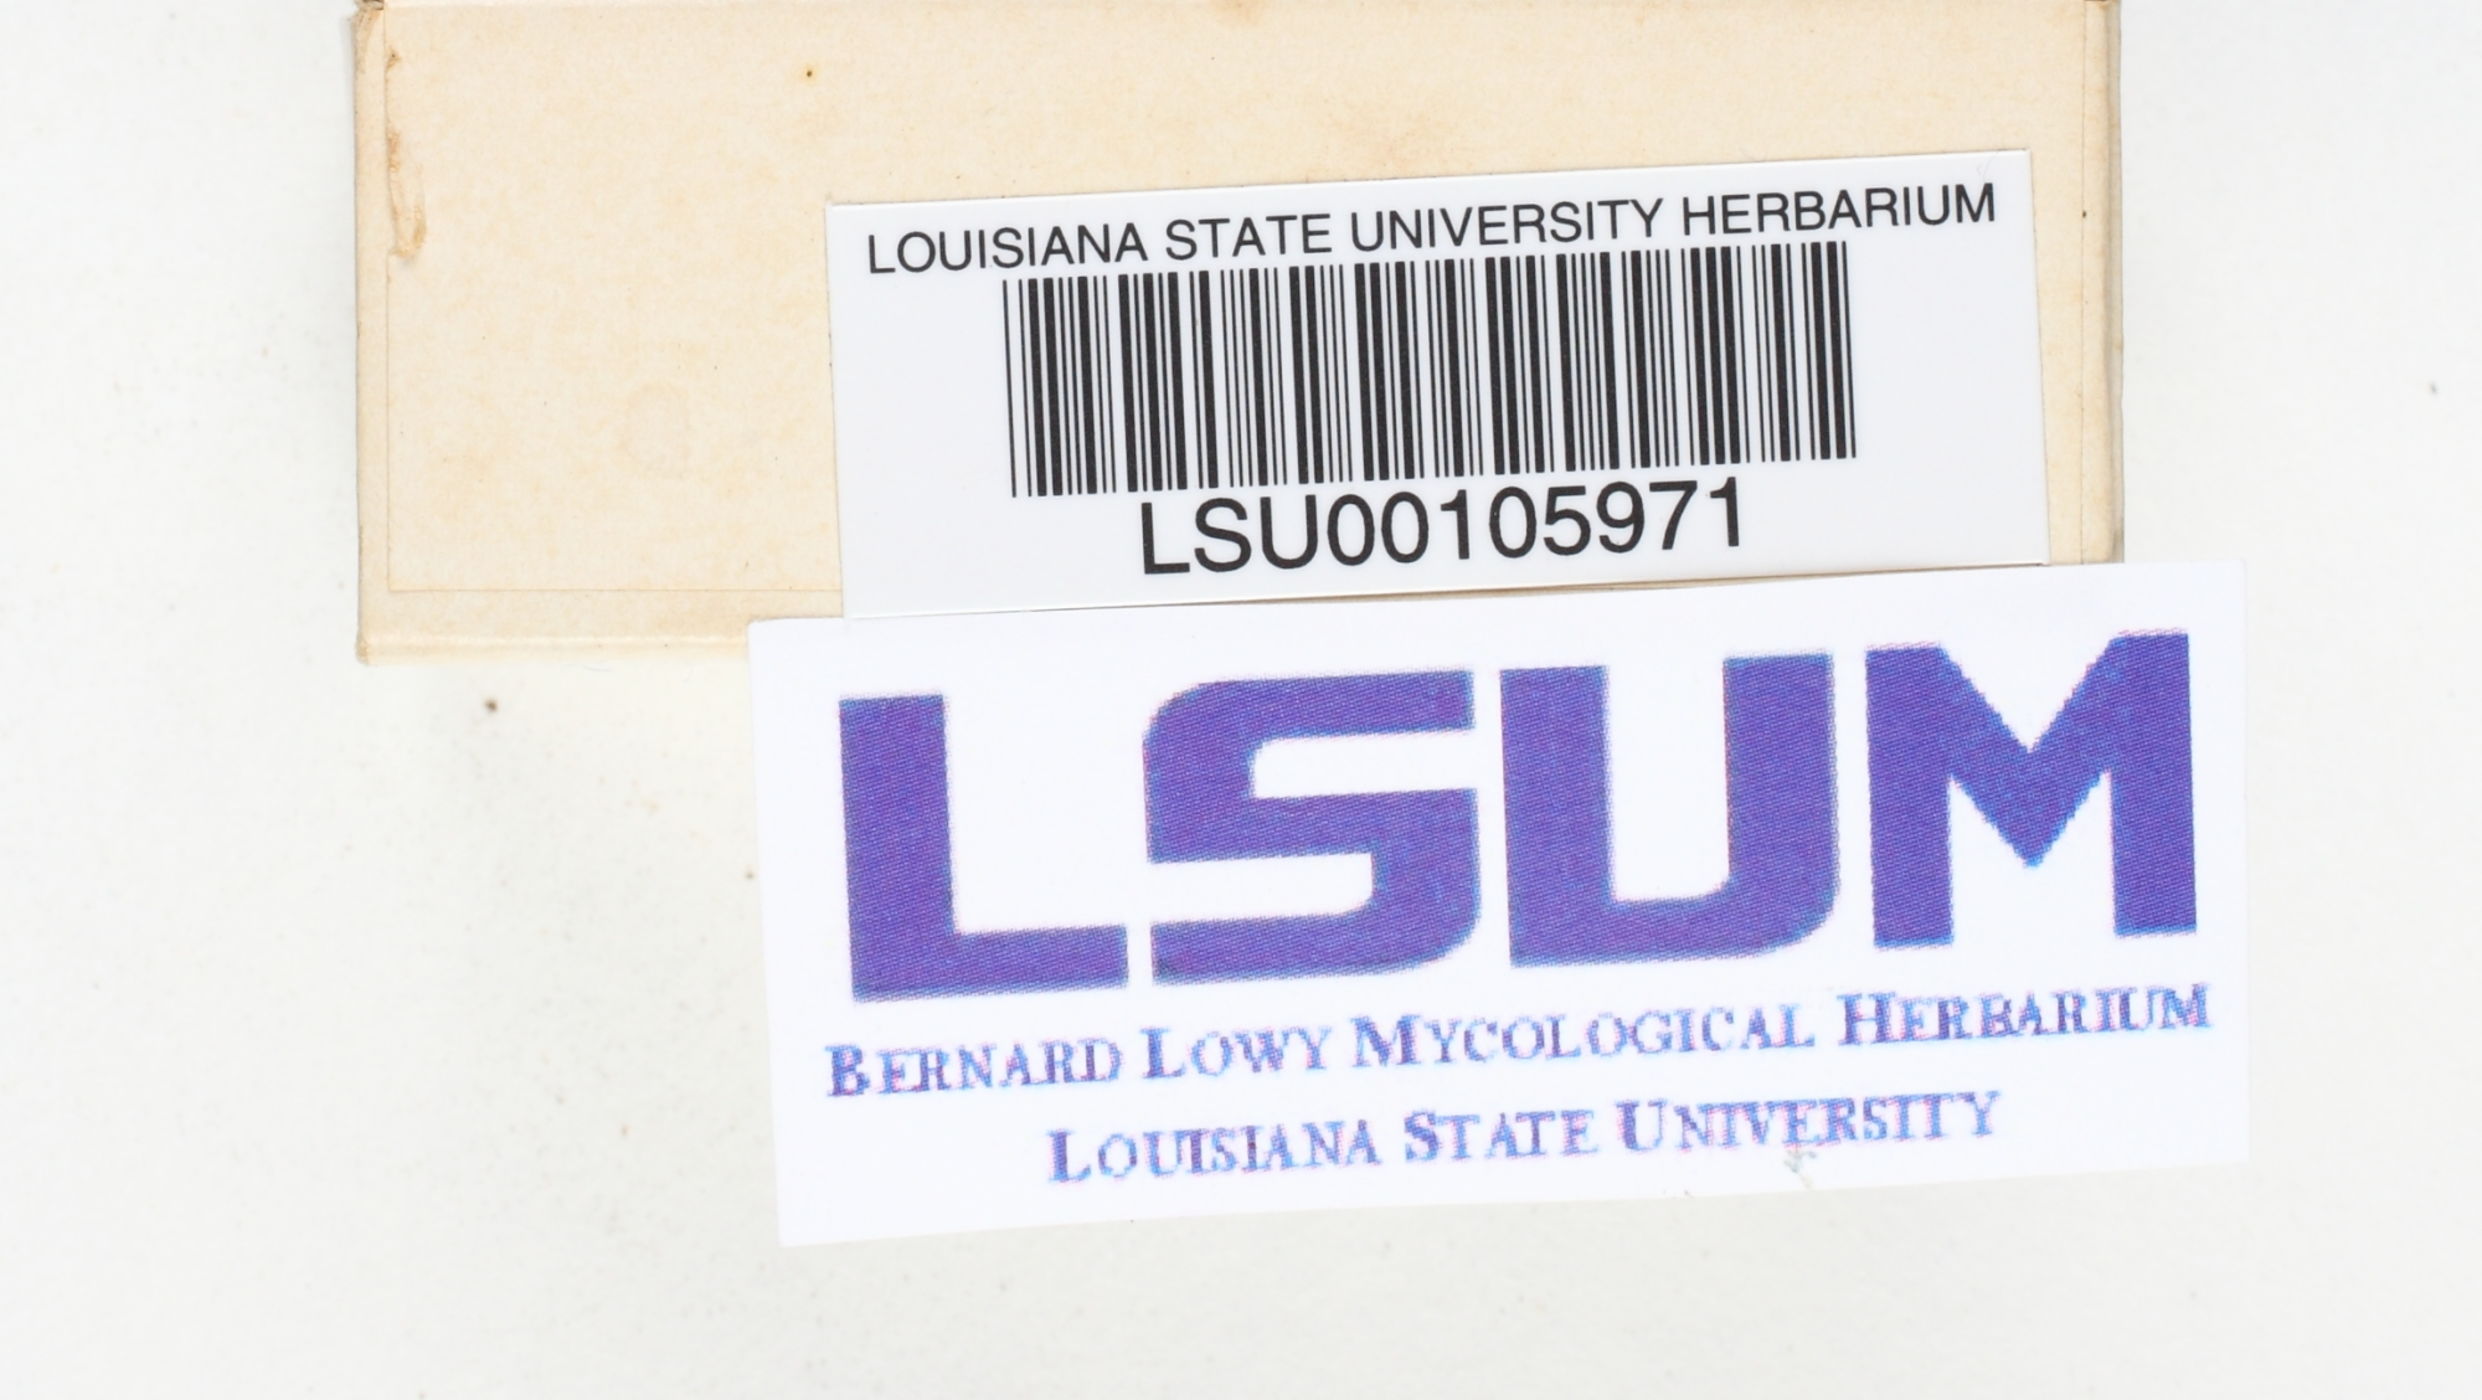 LOUISIANA STATE UNIVERSITY HERBARIUM
LSU00105971
LSUM
BERNARD LOWY MYCOLOGICAL HERBARIUM
LOUISIANA STATE UNIVERSITY